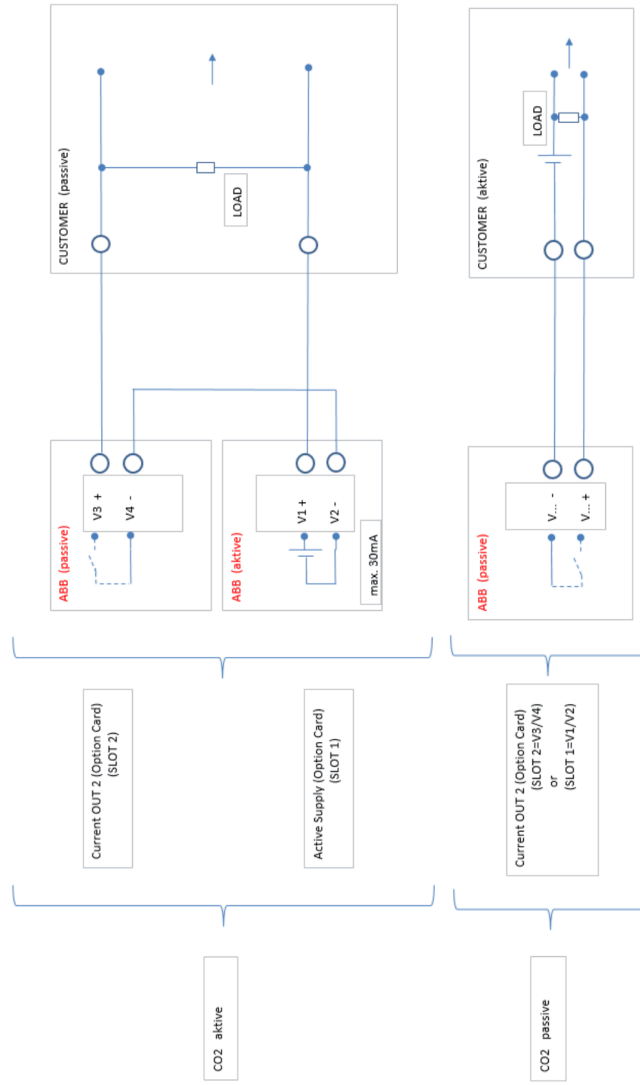 CO2 aktive
Current OUT 2 (Option Card)
(SLOT 2)
ABB (passive)
V3 +
V4 -
CUSTOMER (passive)
LOAD
Active Supply (Option Card)
(SLOT 1)
ABB (aktive)
V1 +
V2 -
max. 30mA
CO2 passive
Current OUT 2 (Option Card)
(SLOT 2=V3/V4)
or
(SLOT 1=V1/V2)
ABB (passive)
V... -
V... +
CUSTOMER (aktive)
LOAD